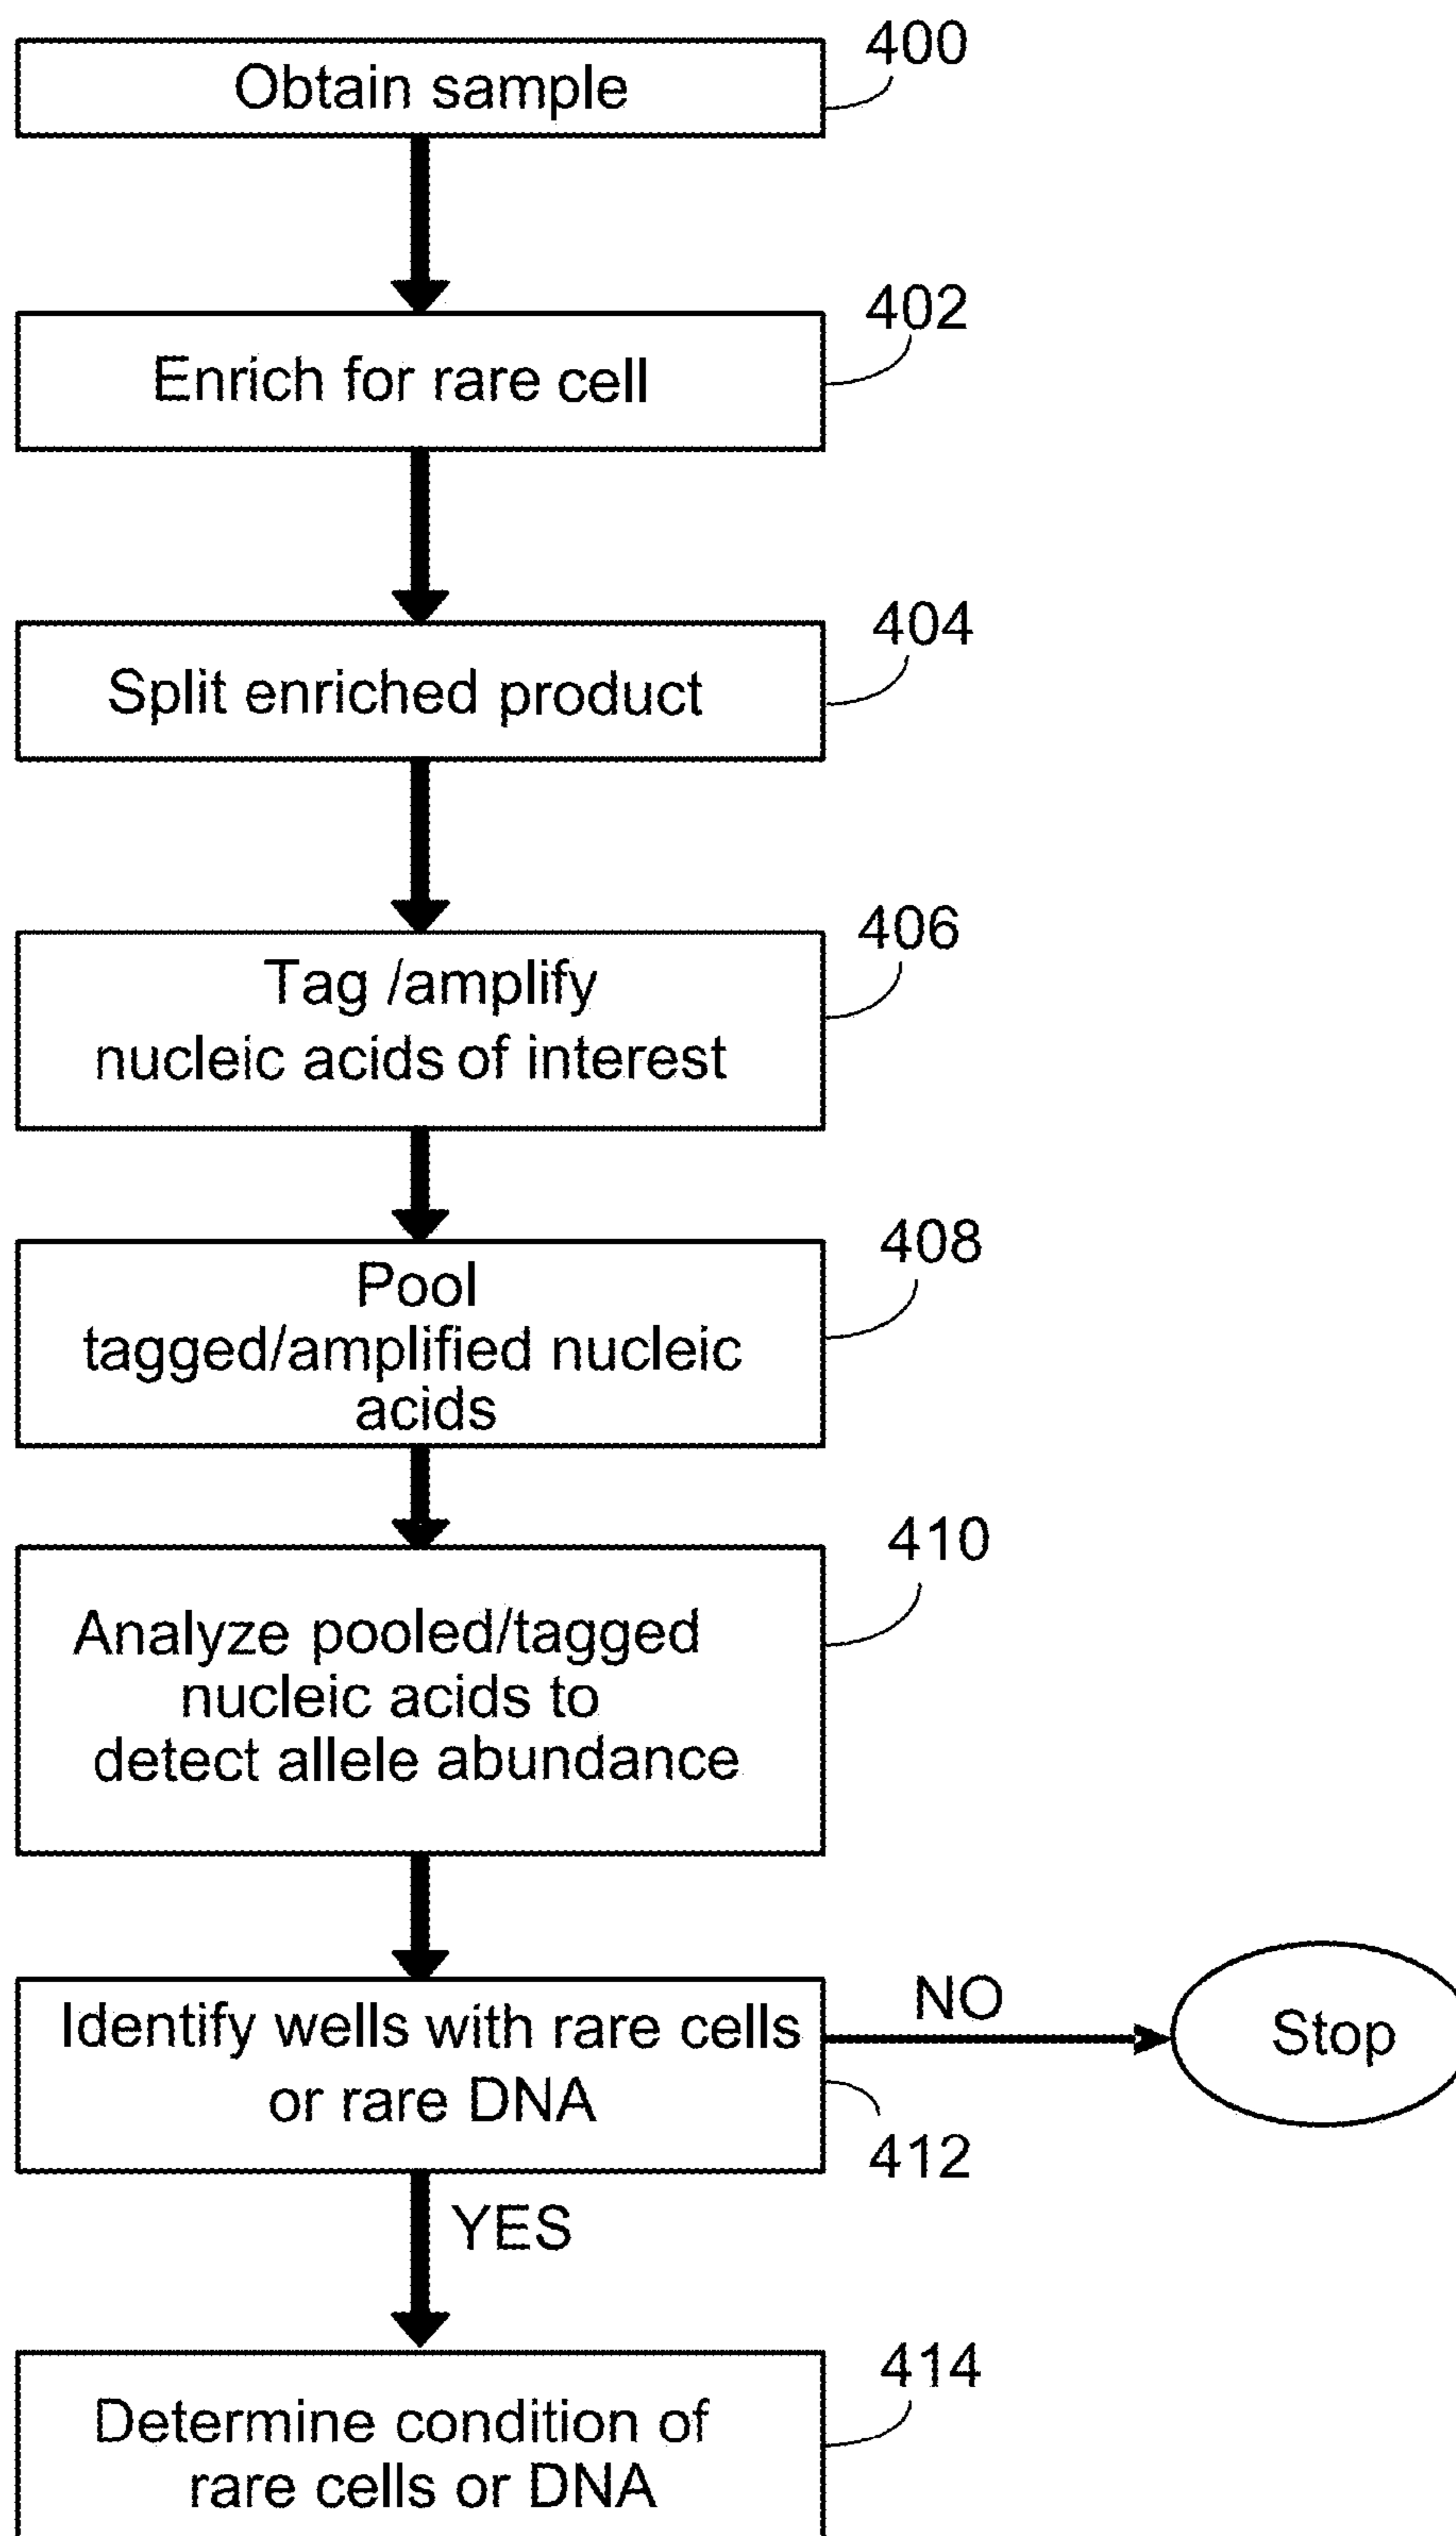 400
Obtain sample
402
Enrich for rare cell
404
Split enriched product
406
Tag /amplify
nucleic acids of interest
408
Pool
tagged/amplified nucleic
acids
410
Analyze pooled/tagged
nucleic acids to
detect allele abundance
Identify wells with rare cells
or rare DNA
NO
Stop
412
YES
414
Determine condition of
rare cells or DNA